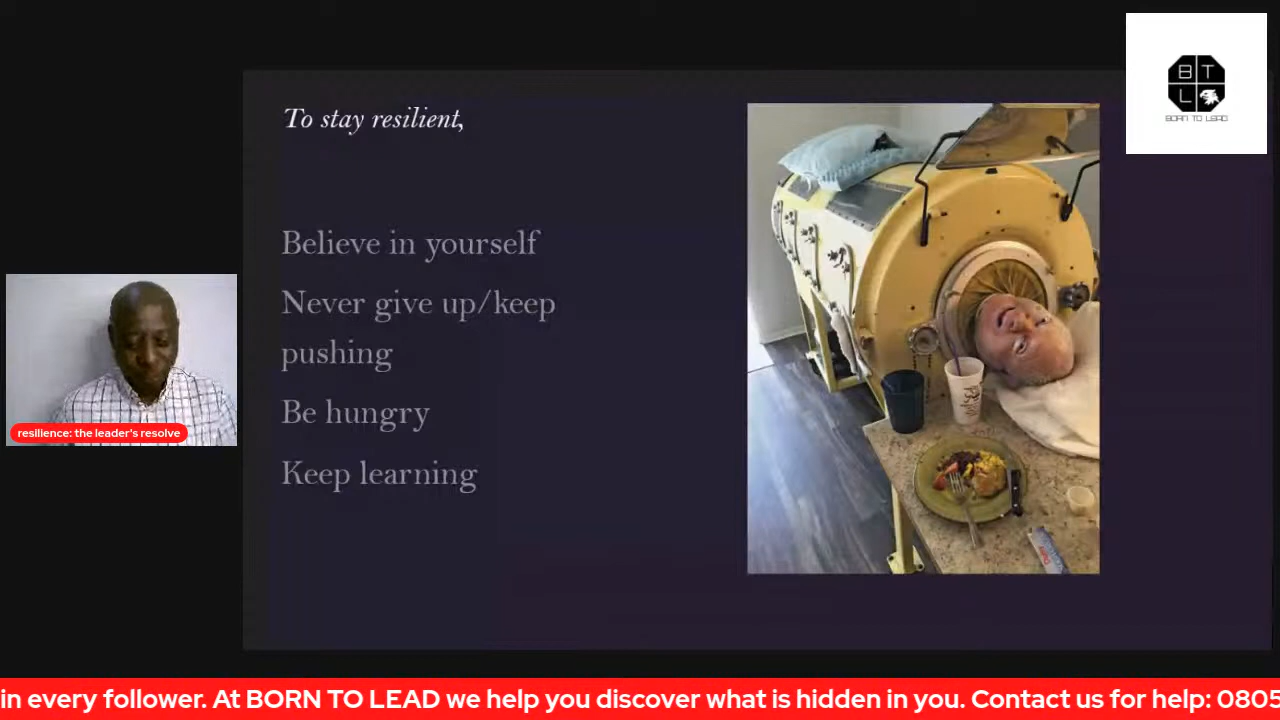 B T
L
BORN TO LEAD
To stay resilient,
Believe in yourself
Never give up/keep
pushing
Be hungry
Keep learning
resilience: the leader's resolve
in every follower. At BORN TO LEAD we help you discover what is hidden in you. Contact us for help: 0805